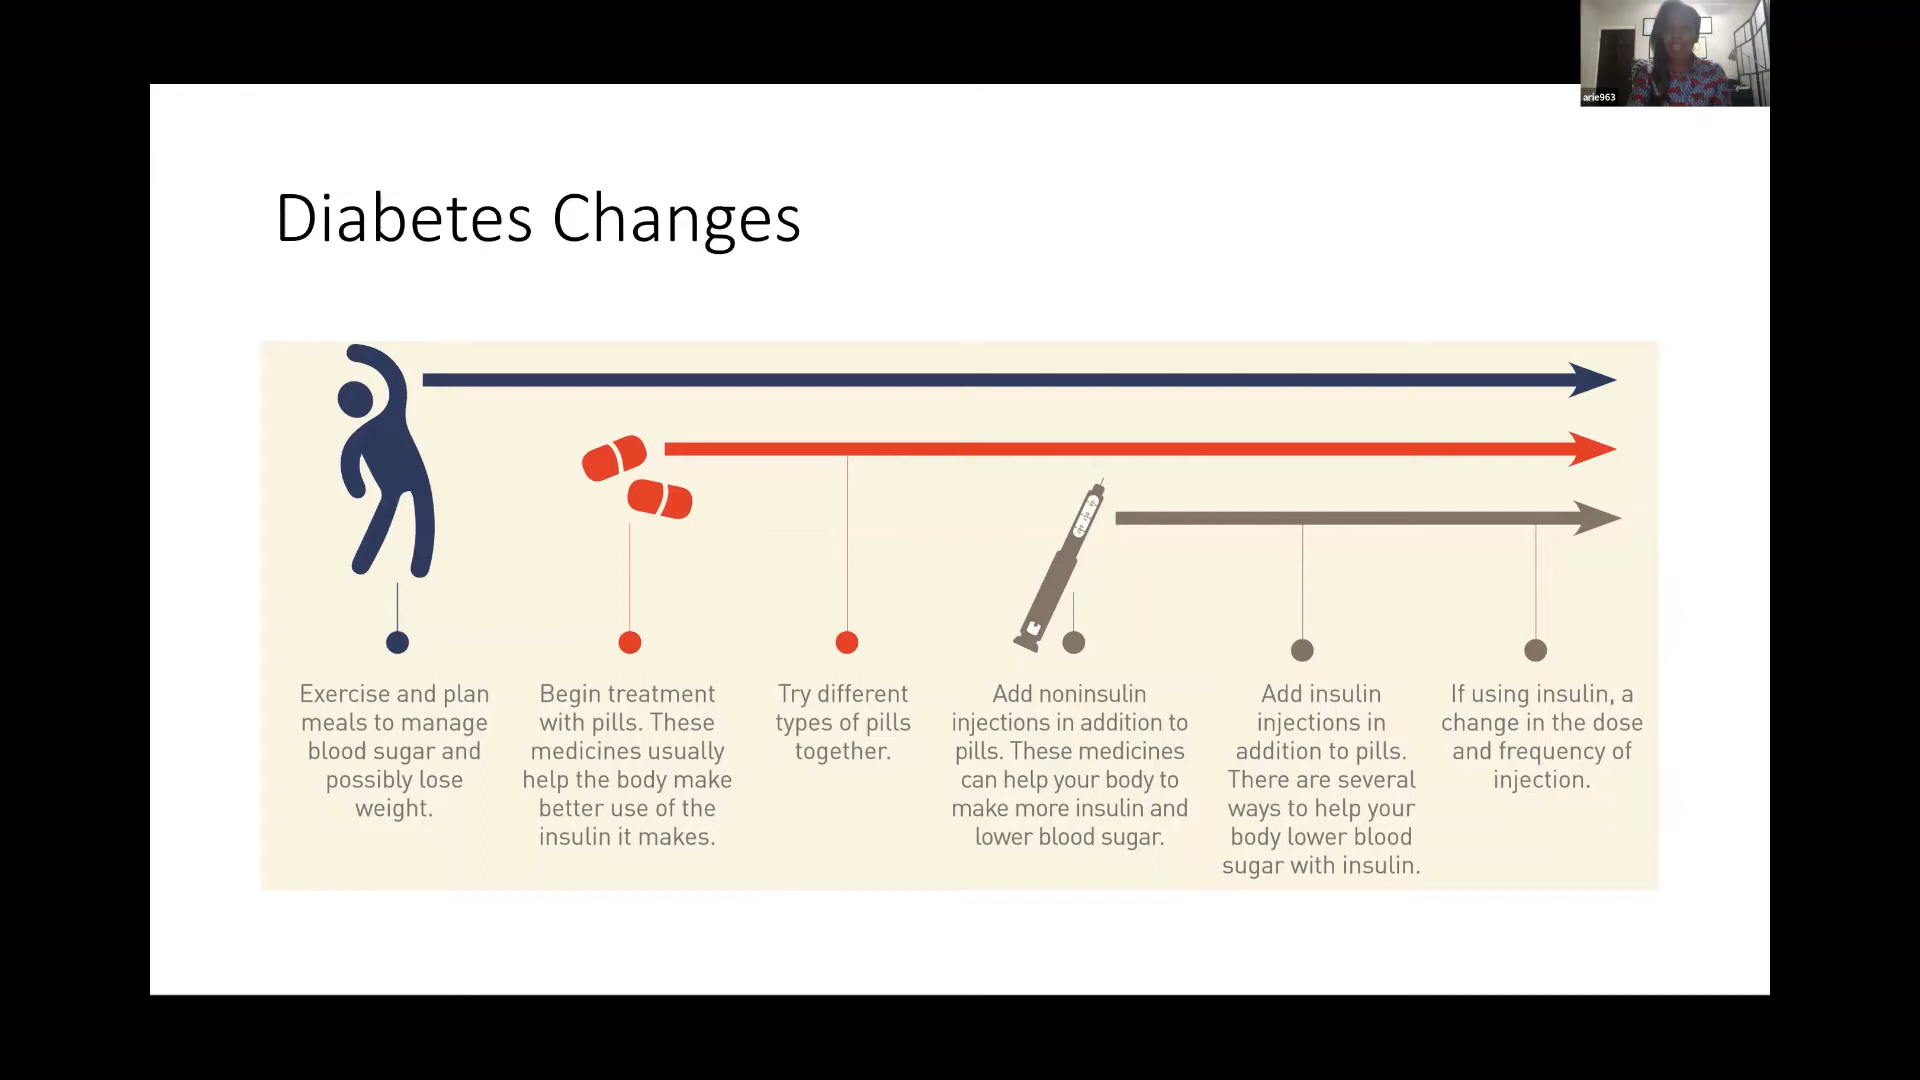 arie963
Diabetes Changes
Exercise and plan
meals to manage
blood sugar and
possibly lose
weight.
Begin treatment
with pills. These
medicines usually
help the body make
better use of the
insulin it makes.
Try different
types of pills
together.
Add noninsulin
injections in addition to
pills. These medicines
can help your body to
make more insulin and
lower blood sugar.
Add insulin
injections in
addition to pills.
There are several
ways to help your
body lower blood
sugar with insulin.
If using insulin, a
change in the dose
and frequency of
injection.